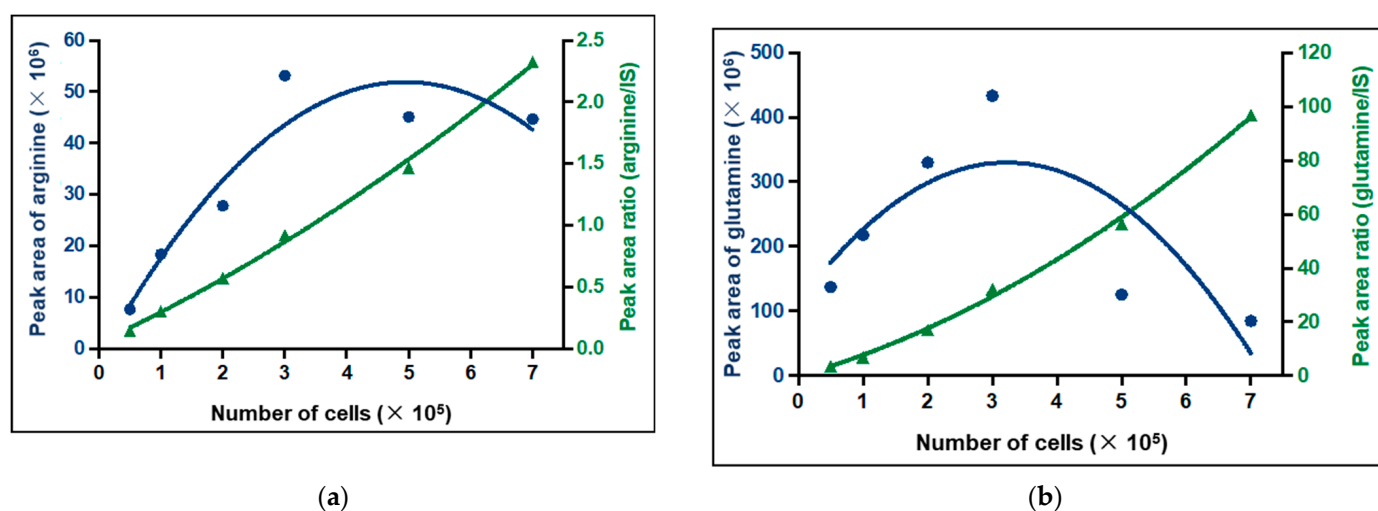 Peak area of arginine (× 10⁶)
60
50
40
30
20
10
0
0 1 2 3 4 5 6 7
Number of cells (× 10⁵)
2.5
2.0
1.5
1.0
0.5
0.0
Peak area ratio (arginine/IS)
(a)
Peak area of glutamine (× 10⁶)
500
400
300
200
100
0
0 1 2 3 4 5 6 7
Number of cells (× 10⁵)
120
100
80
60
40
20
0
Peak area ratio (glutamine/IS)
(b)